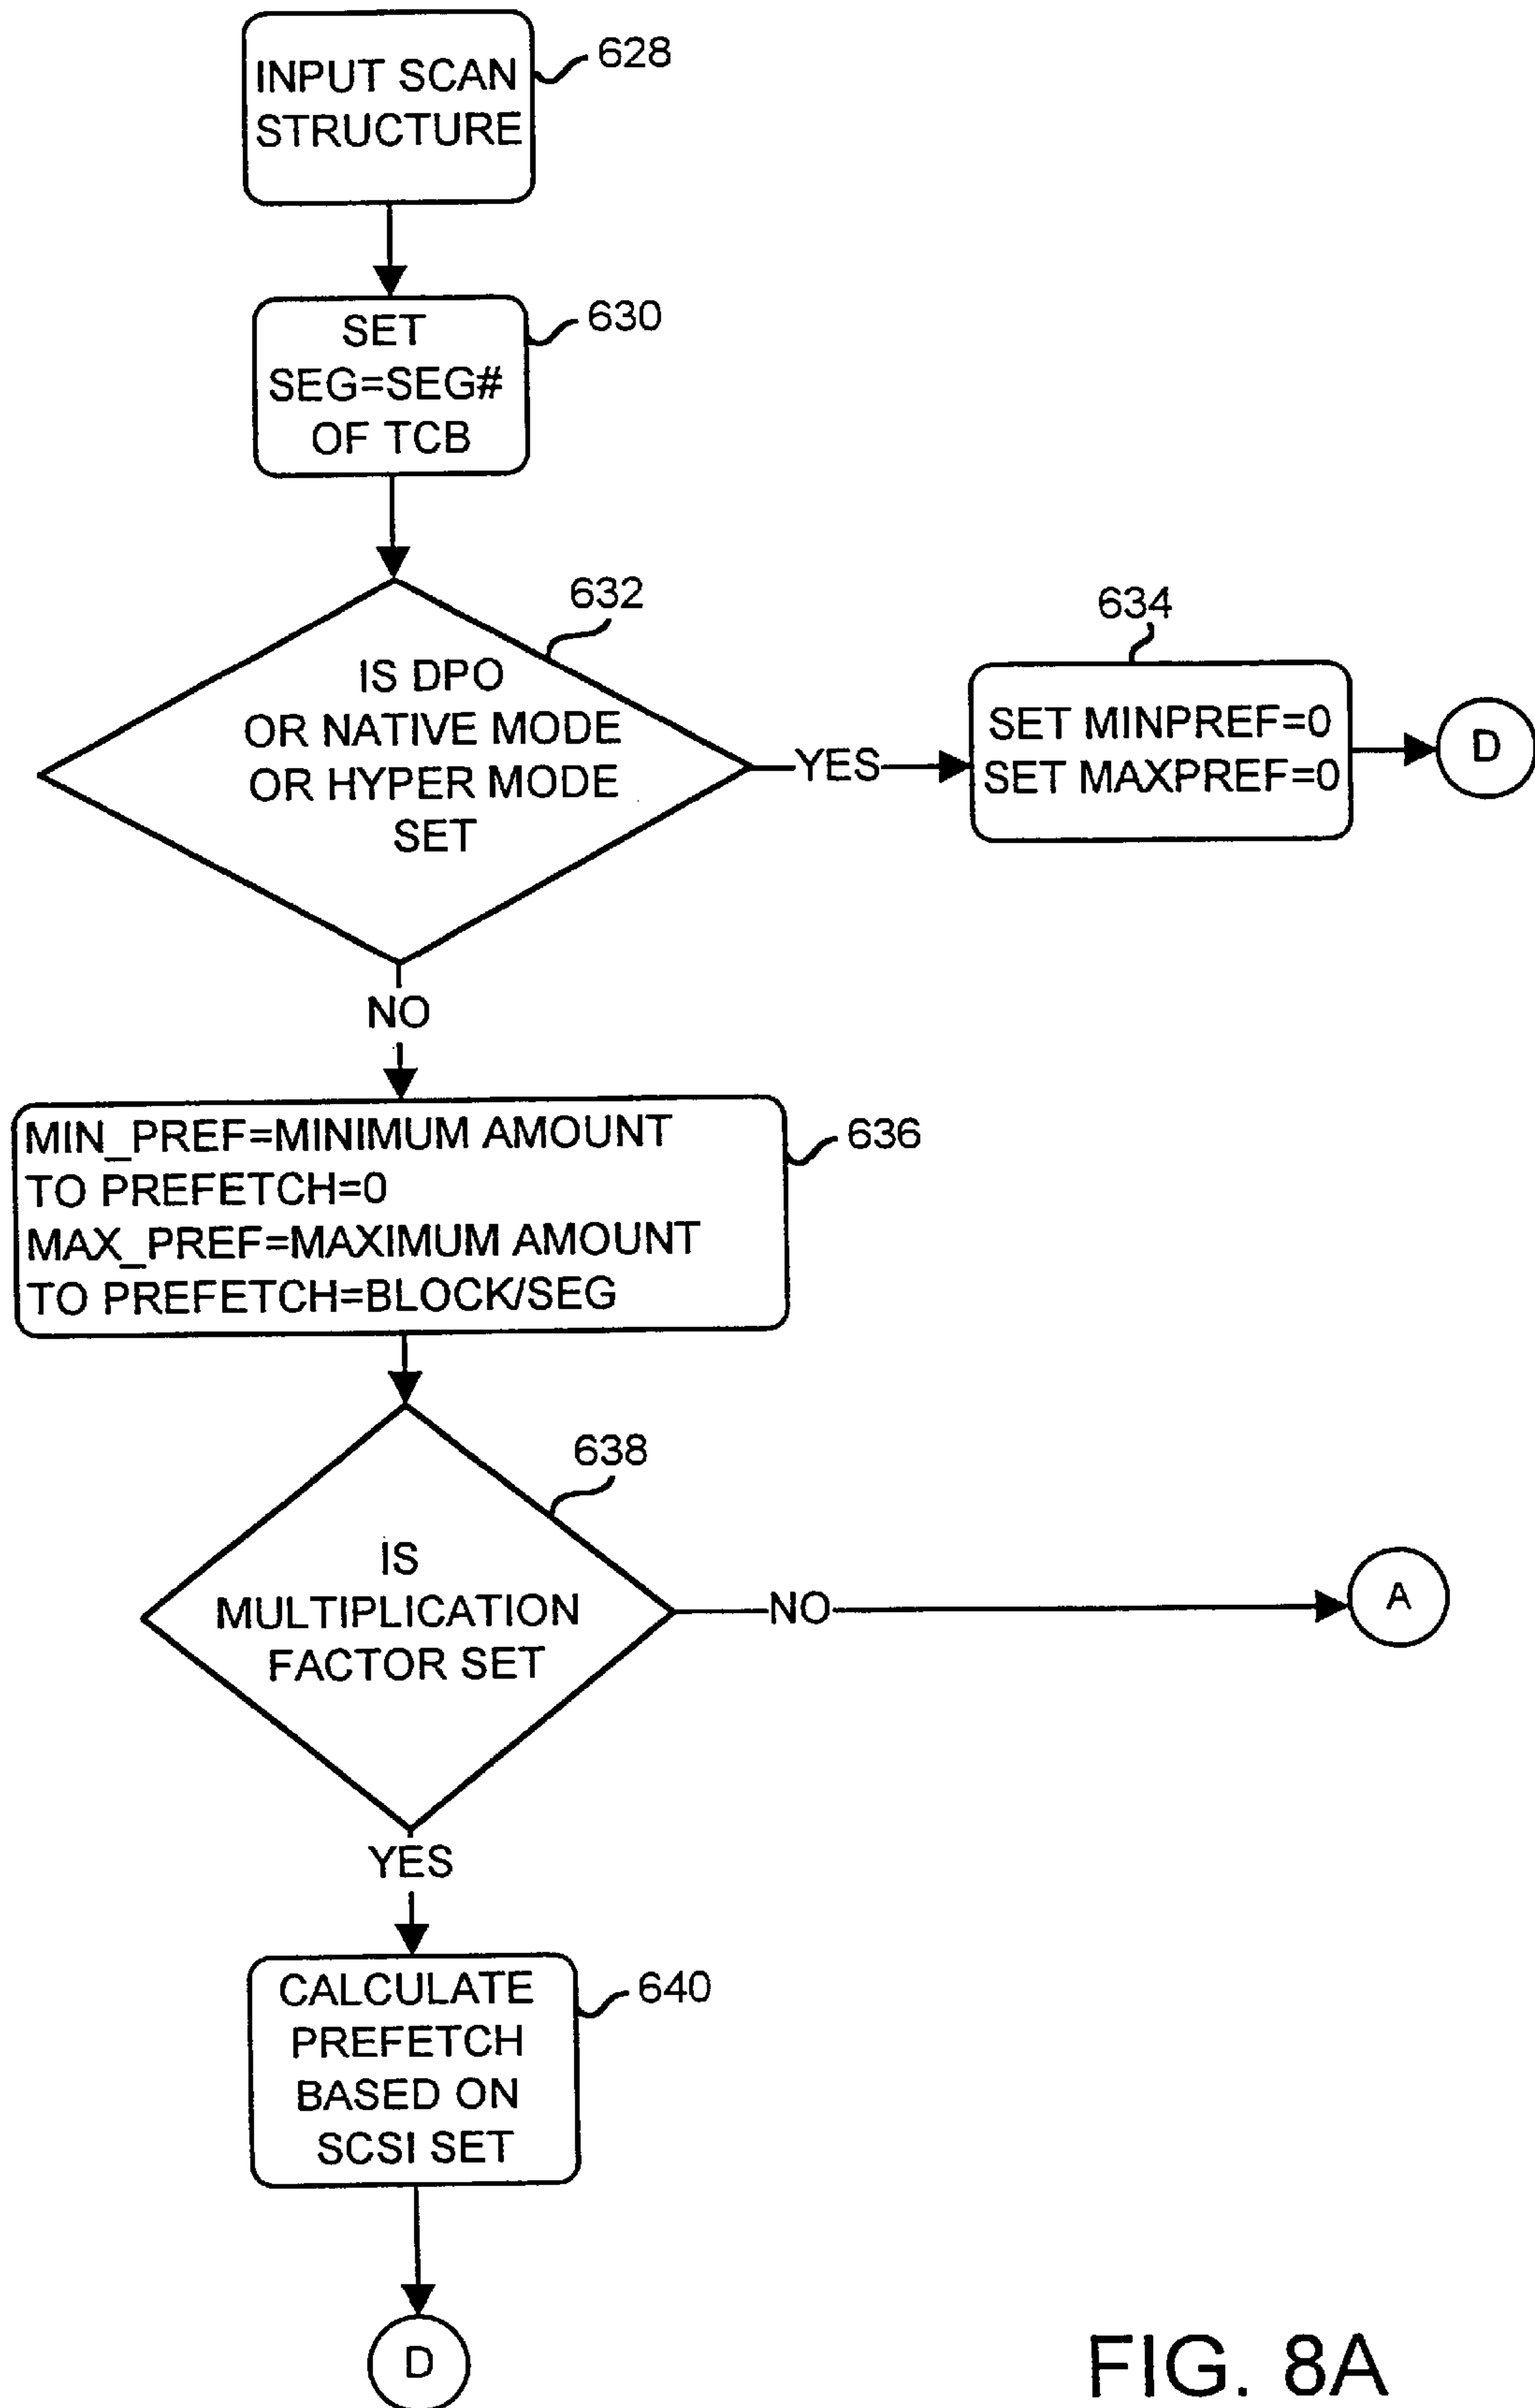 INPUT SCAN
STRUCTURE
628
SET
SEG=SEG#
OF TCB
630
632
IS DPO
OR NATIVE MODE
OR HYPER MODE
SET
YES
634
SET MINPREF=0
SET MAXPREF=0
D
NO
MIN_PREF=MINIMUM AMOUNT
TO PREFETCH=0
MAX_PREF=MAXIMUM AMOUNT
TO PREFETCH=BLOCK/SEG
636
638
IS
MULTIPLICATION
FACTOR SET
NO
A
YES
CALCULATE
PREFETCH
BASED ON
SCSI SET
640
D
FIG. 8A